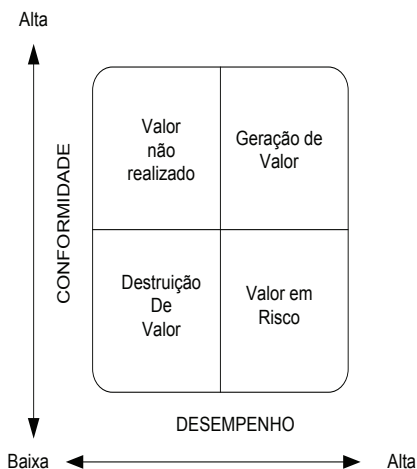 Alta
CONFORMIDADE
Valor
não
realizado
Geração de
Valor
Destruição
De
Valor
Valor em
Risco
DESEMPENHO
Baixa
Alta